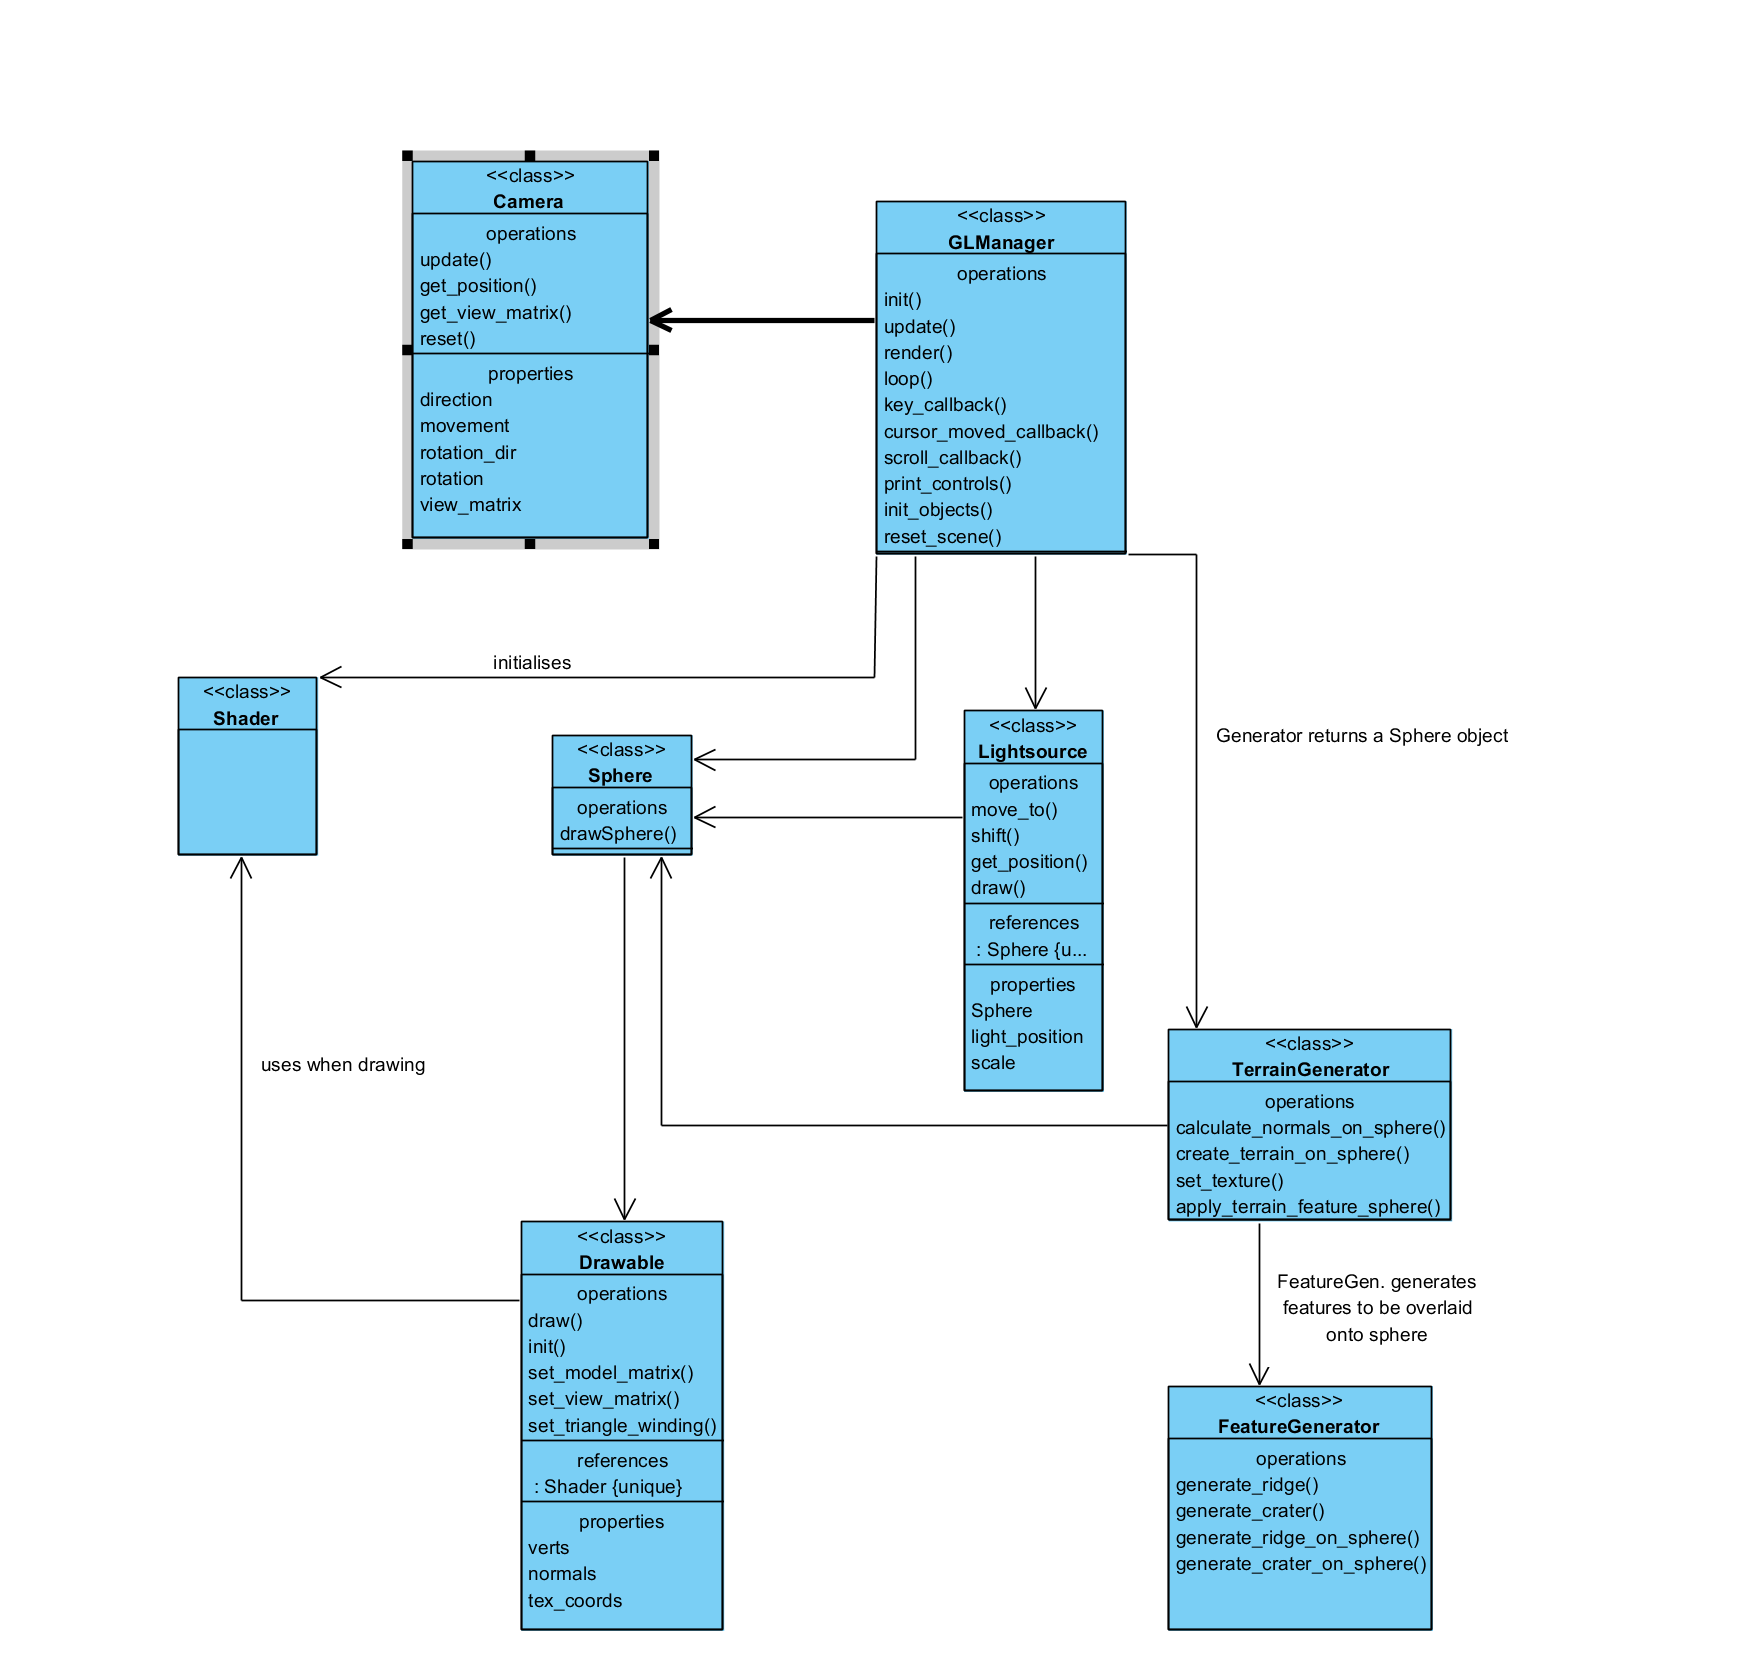 <<class>>
Camera
operations
update()
get_position()
get_view_matrix()
reset()
properties
direction
movement
rotation_dir
rotation
view_matrix
<<class>>
GLManager
operations
init()
update()
render()
loop()
key_callback()
cursor_moved_callback()
scroll_callback()
print_controls()
init_objects()
reset_scene()
initialises
<<class>>
Shader
<<class>>
Sphere
operations
drawSphere()
<<class>>
Lightsource
operations
move_to()
shift()
get_position()
draw()
references
: Sphere {u...
properties
Sphere
light_position
scale
Generator returns a Sphere object
uses when drawing
<<class>>
TerrainGenerator
operations
calculate_normals_on_sphere()
create_terrain_on_sphere()
set_texture()
apply_terrain_feature_sphere()
<<class>>
Drawable
operations
draw()
init()
set_model_matrix()
set_view_matrix()
set_triangle_winding()
references
: Shader {unique}
properties
verts
normals
tex_coords
FeatureGen. generates
features to be overlaid
onto sphere
<<class>>
FeatureGenerator
operations
generate_ridge()
generate_crater()
generate_ridge_on_sphere()
generate_crater_on_sphere()